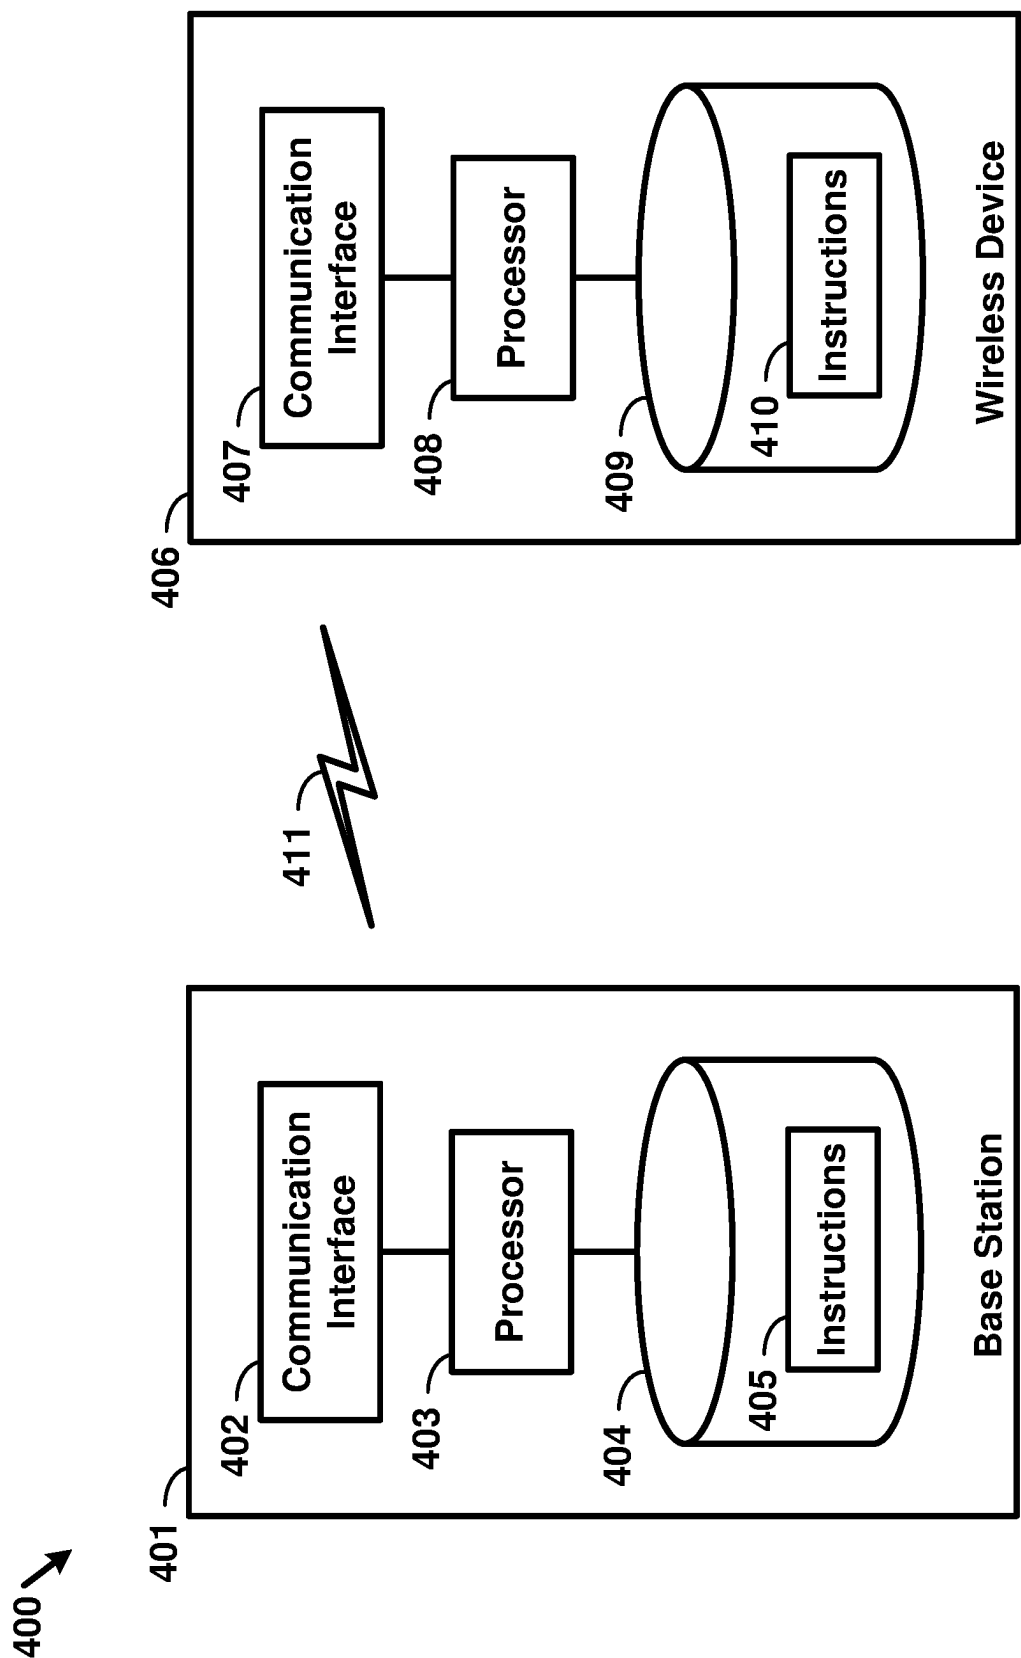 400
401
402
Communication
Interface
403
Processor
404
405
Instructions
Base Station
411
406
407
Communication
Interface
408
Processor
409
410
Instructions
Wireless Device